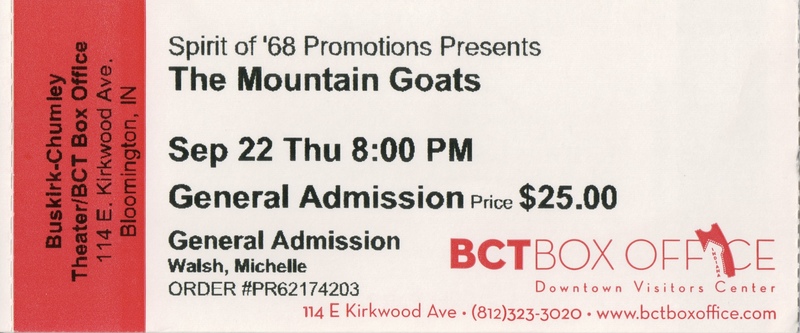 Buskirk-Chumley
Theater/BCT Box Office
114 E. Kirkwood Ave.
Bloomington, IN
Spirit of '68 Promotions Presents
The Mountain Goats
Sep 22 Thu 8:00 PM
General Admission Price $25.00
General Admission
Walsh, Michelle
ORDER #PR62174203
BCTBOX OFFICE
Downtown Visitors Center
114 E Kirkwood Ave • (812)323-3020 • www.bctboxoffice.com